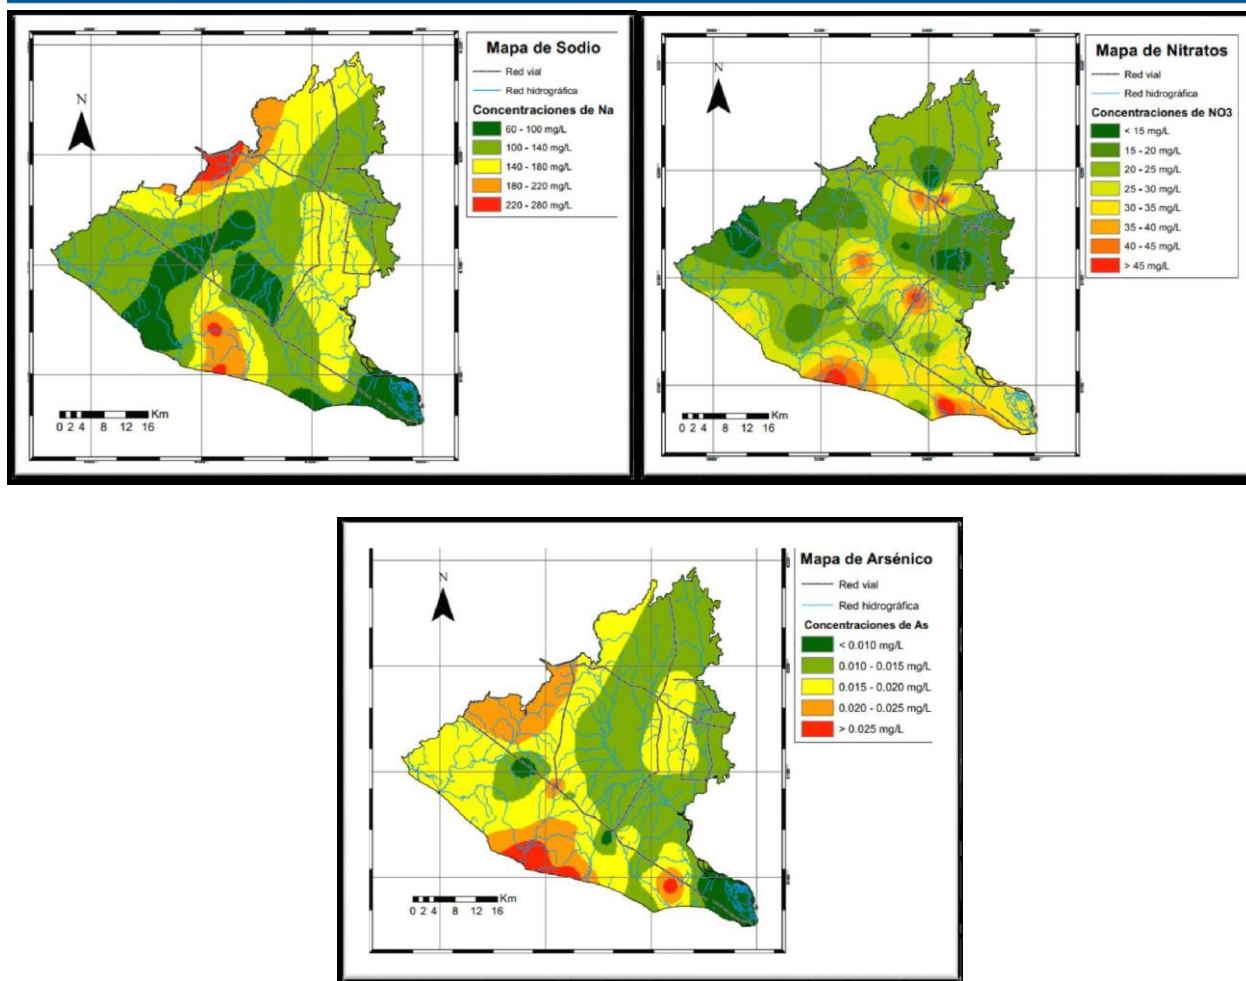 Mapa de Sodio
Red vial
Red hidrográfica
Concentraciones de Na
60 - 100 mg/L
100 - 140 mg/L
140 - 180 mg/L
180 - 220 mg/L
220 - 280 mg/L
N
Km
0 2 4 8 12 16
Mapa de Nitratos
Red vial
Red hidrográfica
Concentraciones de NO3
< 15 mg/L
15 - 20 mg/L
20 - 25 mg/L
25 - 30 mg/L
30 - 35 mg/L
35 - 40 mg/L
40 - 45 mg/L
> 45 mg/L
N
Km
0 2 4 8 12 16
Mapa de Arsénico
Red vial
Red hidrográfica
Concentraciones de As
< 0.010 mg/L
0.010 - 0.015 mg/L
0.015 - 0.020 mg/L
0.020 - 0.025 mg/L
> 0.025 mg/L
N
Km
0 2 4 8 12 16